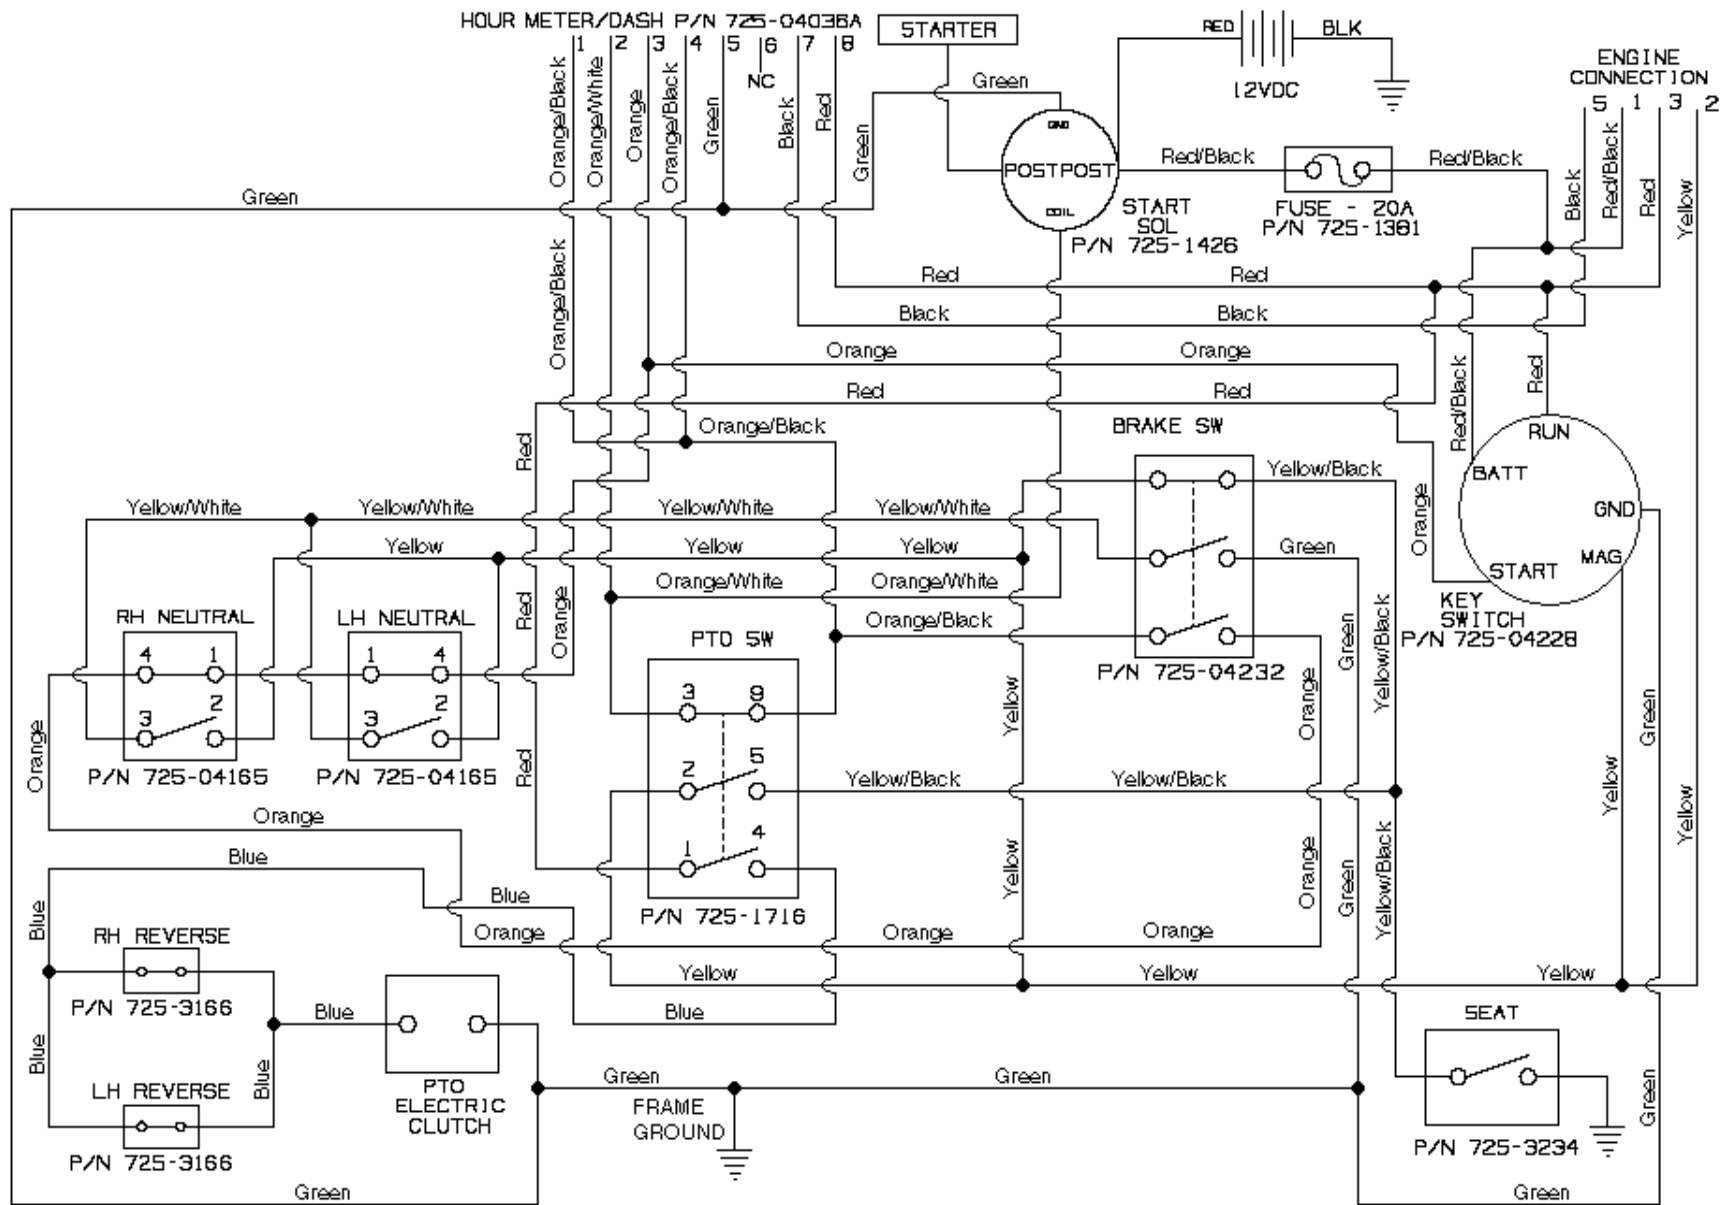 HOUR METER/DASH P/N 725-04036A
1 2 3 4 5 6 7 8
NC
STARTER
RED
BLK
12VDC
ENGINE
CONNECTION
5 1 3 2
Orange/Black
Orange/White
Orange
Orange/Black
Green
Black
Red
Green
Green
GND
POST POST
COIL
START
SOL
P/N 725-1426
Red/Black
Red/Black
FUSE - 20A
P/N 725-1381
Black
Red/Black
Red
Yellow
Green
Orange/Black
Red
Red
Black
Black
Orange
Orange
Red
Red
Red/Black
Red
Orange/Black
Red
BRAKE SW
Yellow/Black
RUN
BATT
GND
MAG
START
KEY
SWITCH
P/N 725-04228
Orange
Yellow/White
Yellow/White
Yellow/White
Yellow/White
Green
Yellow
Yellow
Yellow
Orange/White
Orange/White
Orange/Black
RH NEUTRAL
4 1
3 2
P/N 725-04165
LH NEUTRAL
1 4
3 2
P/N 725-04165
Orange
Red
PTO SW
3 9
2 5
1 4
P/N 725-1716
P/N 725-04232
Green
Yellow/Black
Yellow
Orange
Yellow/Black
Green
Orange
Red
Yellow/Black
Yellow/Black
Yellow
Yellow
Orange
Blue
Blue
Yellow
Orange
Green
Yellow/Black
Blue
RH REVERSE
P/N 725-3166
Orange
Orange
Orange
Yellow
Yellow
Yellow
Blue
Blue
Blue
Blue
LH REVERSE
P/N 725-3166
PTO
ELECTRIC
CLUTCH
Green
Green
FRAME
GROUND
SEAT
P/N 725-3234
Green
Green
Green